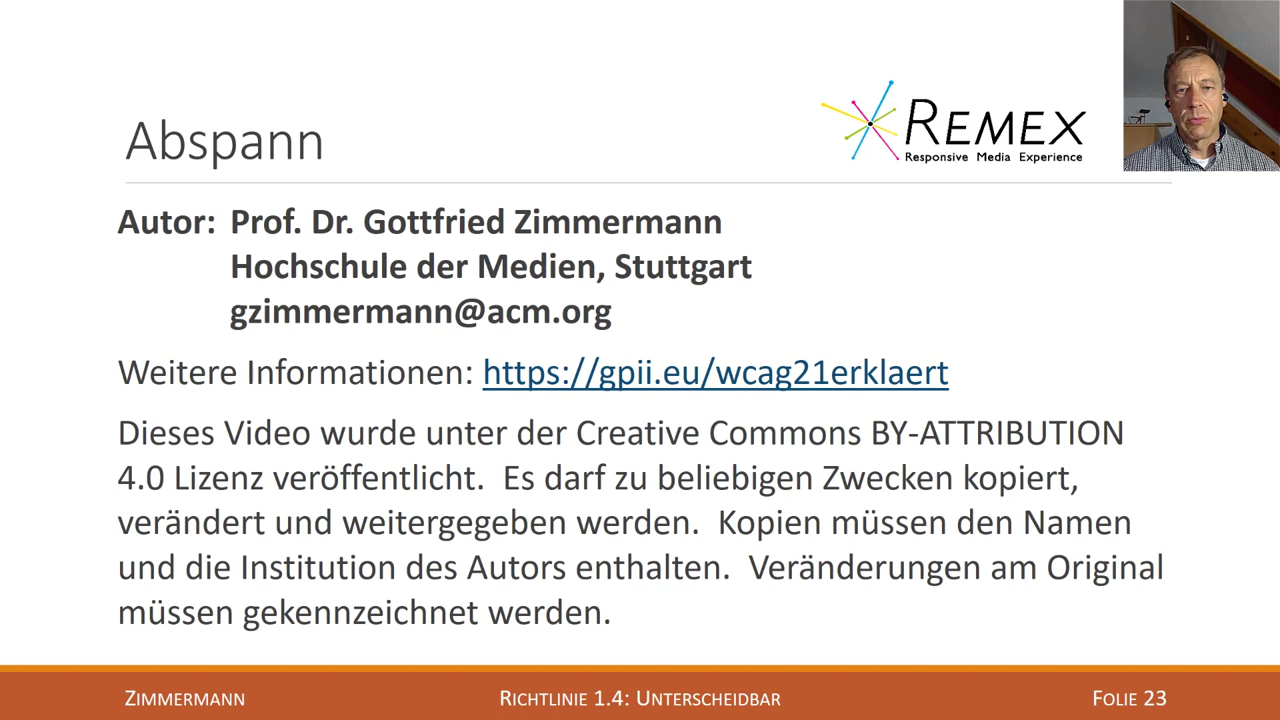 Abspann
REMEX
Responsive Media Experience
Autor: Prof. Dr. Gottfried Zimmermann
Hochschule der Medien, Stuttgart
gzimmermann@acm.org
Weitere Informationen: https://gpii.eu/wcag21erklaert
Dieses Video wurde unter der Creative Commons BY-ATTRIBUTION
4.0 Lizenz veröffentlicht. Es darf zu beliebigen Zwecken kopiert,
verändert und weitergegeben werden. Kopien müssen den Namen
und die Institution des Autors enthalten. Veränderungen am Original
müssen gekennzeichnet werden.
ZIMMERMANN
RICHTLINIE 1.4: UNTERSCHEIDBAR
FOLIE 23